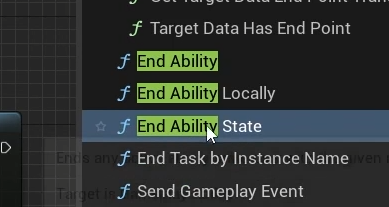 Target Data Has End Point
End Ability
End Ability Locally
End Ability State
End Task by Instance Name
Send Gameplay Event